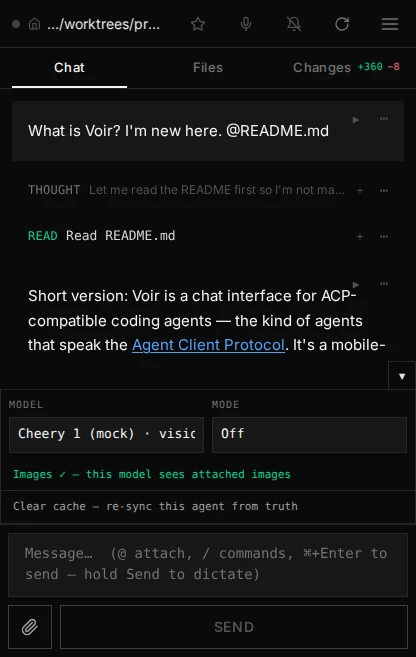 .../worktrees/pr...
Chat Files Changes +360 −8
What is Voir? I'm new here. @README.md
THOUGHT Let me read the README first so I'm not ma...
READ Read README.md
Short version: Voir is a chat interface for ACP-
compatible coding agents — the kind of agents
that speak the Agent Client Protocol. It's a mobile-
MODEL MODE
Cheery 1 (mock) · visic Off
Images ✓ — this model sees attached images
Clear cache — re-sync this agent from truth
Message… (@ attach, / commands, ⌘+Enter to
send — hold Send to dictate)
SEND